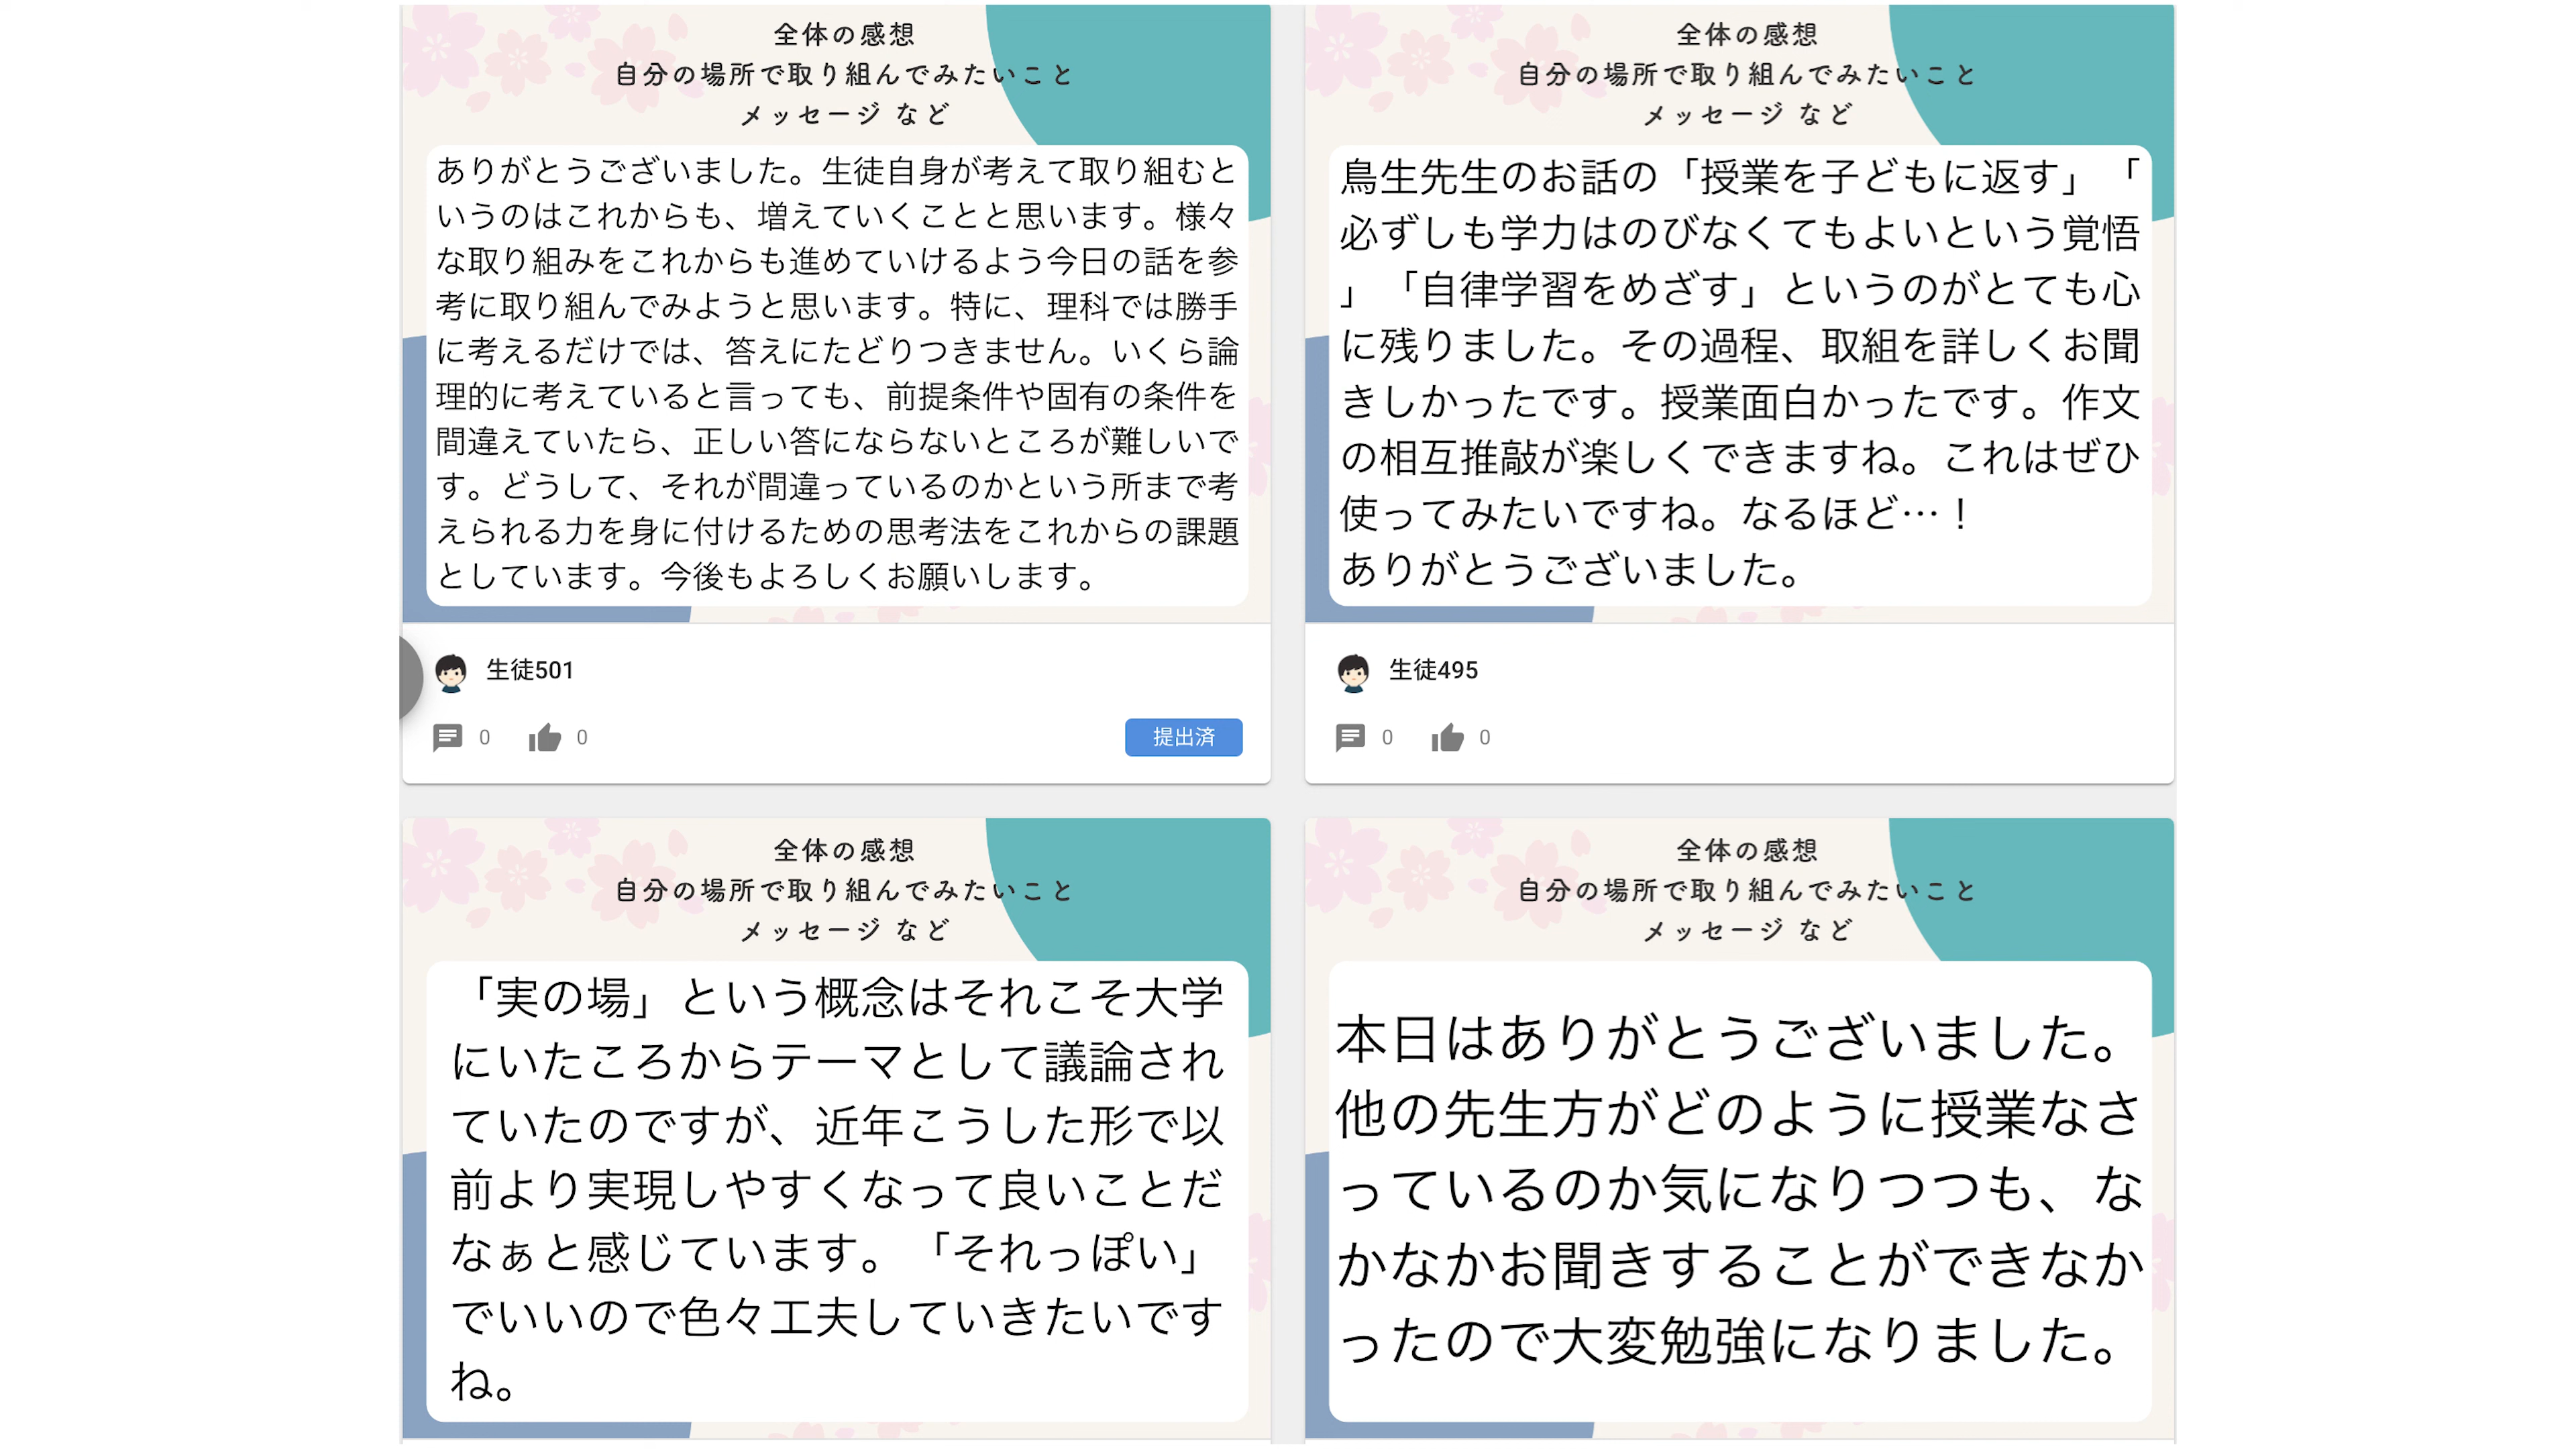 全体の感想
自分の場所で取り組んでみたいこと
メッセージ など
ありがとうございました。生徒自身が考えて取り組むと
いうのはこれからも、増えていくことと思います。様々
な取り組みをこれからも進めていけるよう今日の話を参
考に取り組んでみようと思います。特に、理科では勝手
に考えるだけでは、答えにたどりつきません。いくら論
理的に考えていると言っても、前提条件や固有の条件を
間違えていたら、正しい答にならないところが難しいで
す。どうして、それが間違っているのかという所まで考
えられる力を身に付けるための思考法をこれからの課題
としています。今後もよろしくお願いします。
生徒501
0 0
提出済
全体の感想
自分の場所で取り組んでみたいこと
メッセージ など
鳥生先生のお話の「授業を子どもに返す」「
必ずしも学力はのびなくてもよいという覚悟
」「自律学習をめざす」というのがとても心
に残りました。その過程、取組を詳しくお聞
きしかったです。授業面白かったです。作文
の相互推敲が楽しくできますね。これはぜひ
使ってみたいですね。なるほど…！
ありがとうございました。
生徒495
0 0
全体の感想
自分の場所で取り組んでみたいこと
メッセージ など
「実の場」という概念はそれこそ大学
にいたころからテーマとして議論され
ていたのですが、近年こうした形で以
前より実現しやすくなって良いことだ
なぁと感じています。「それっぽい」
でいいので色々工夫していきたいです
ね。
全体の感想
自分の場所で取り組んでみたいこと
メッセージ など
本日はありがとうございました。
他の先生方がどのように授業なさ
っているのか気になりつつも、な
かなかお聞きすることができなか
ったので大変勉強になりました。